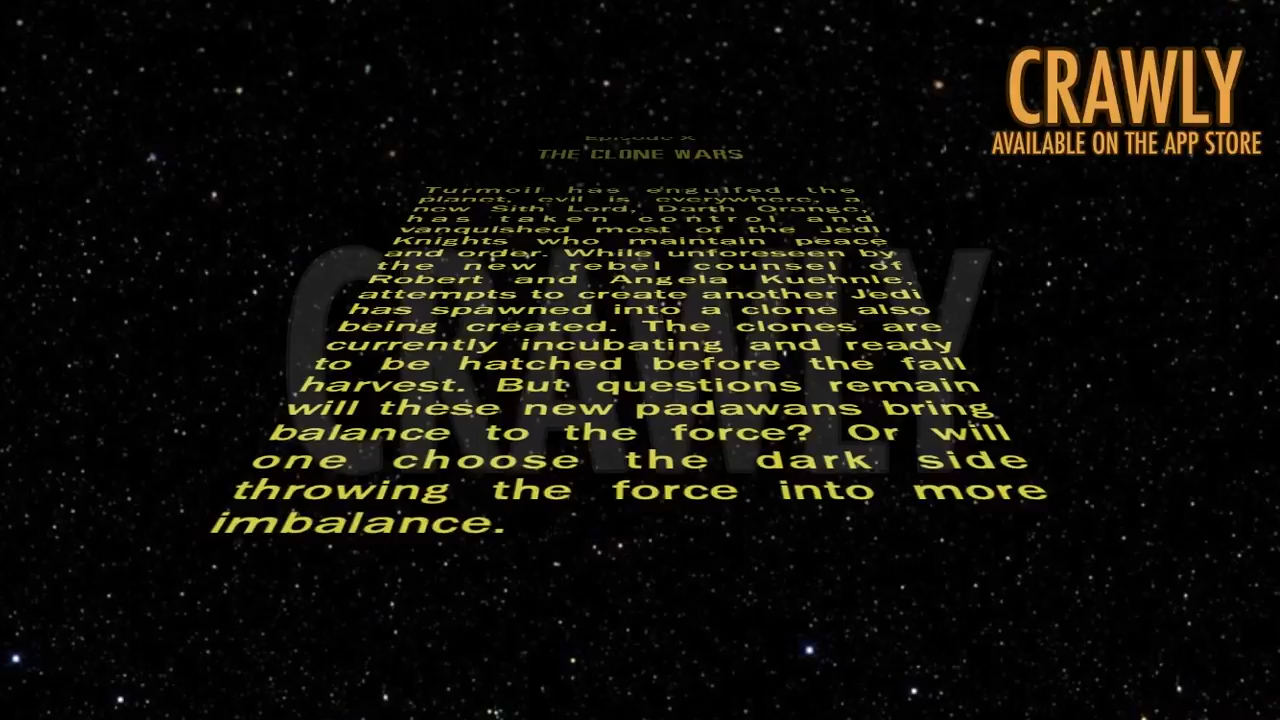 CRAWLY
AVAILABLE ON THE APP STORE
Episode X
THE CLONE WARS
Turmoil has engulfed the
planet, evil is everywhere, a
new Sith Lord, Darth Orange,
has taken control and
vanquished most of the Jedi
Knights who maintain peace
and order. While unforeseen by
the new rebel counsel of
Robert and Angela Kuehnle,
attempts to create another Jedi
has spawned into a clone also
being created. The clones are
currently incubating and ready
to be hatched before the fall
harvest. But questions remain
will these new padawans bring
balance to the force? Or will
one choose the dark side
throwing the force into more
imbalance.
CRAWLY